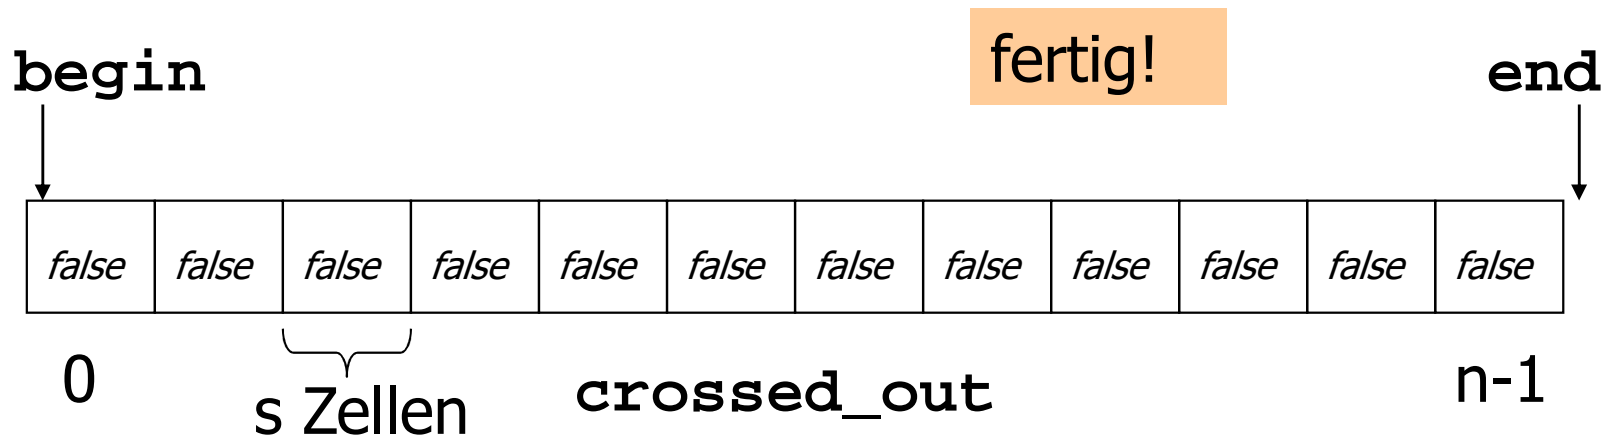 fertig!
begin end
false false false false false false false false false false false false
0 n-1
s Zellen crossed_out